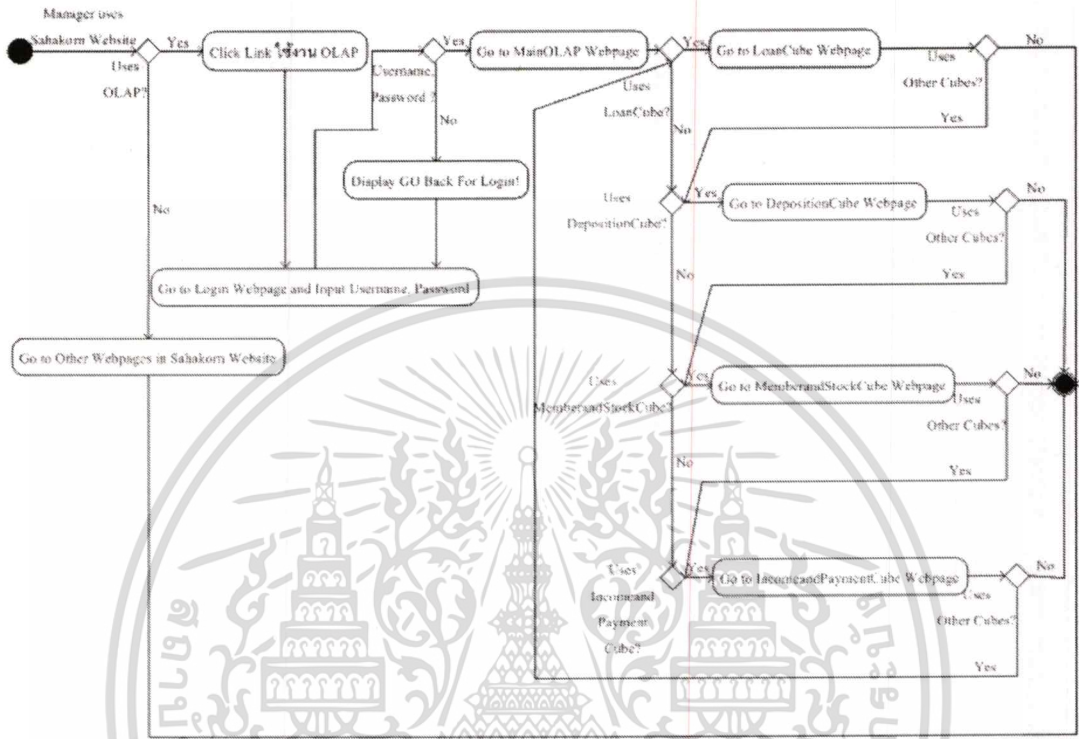 Manager uses
Sahakorn Website
Yes
Click Link ใช้งาน OLAP
Uses
OLAP?
No
Username,
Password ?
Yes
Go to MainOLAP Webpage
No
Display GO Back For Login!
Go to Login Webpage and Input Username, Password
Go to Other Webpages in Sahakorn Website
Yes
Go to LoanCube Webpage
Uses
LoanCube?
No
Uses
Other Cubes?
No
Yes
Uses
DepositionCube?
Yes
Go to DepositionCube Webpage
No
Uses
Other Cubes?
No
Yes
Uses
MemberandStockCube?
Yes
Go to MemberandStockCube Webpage
No
Uses
Other Cubes?
No
Yes
Uses
Incomeand
Payment
Cube?
Yes
Go to IncomeandPaymentCube Webpage
Uses
Other Cubes?
No
Yes